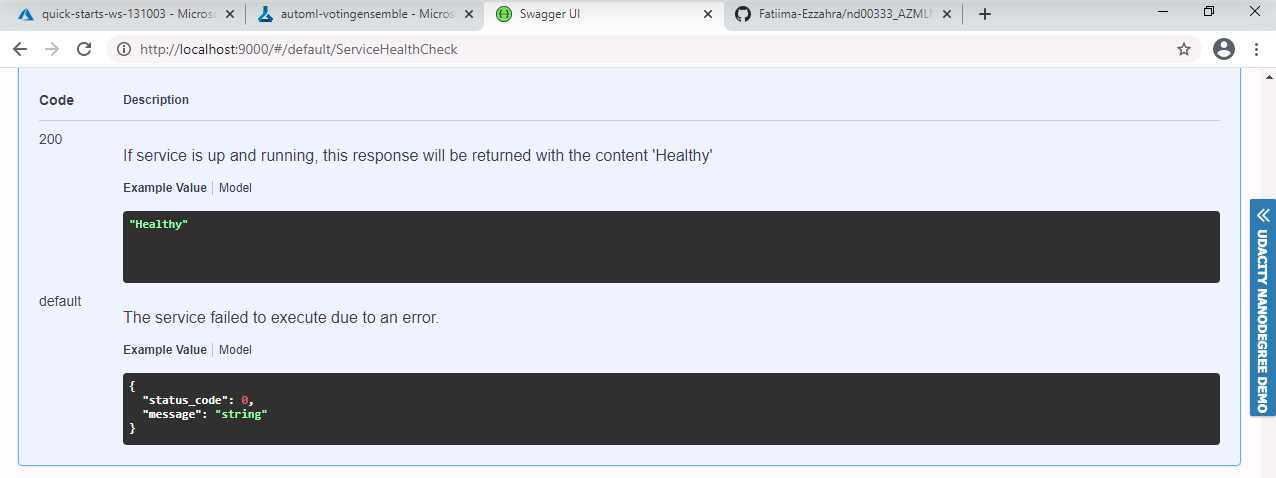 quick-starts-ws-131003 - Micros
automl-votingensemble - Micros
Swagger UI
Fatiima-Ezzahra/nd00333_AZML
http://localhost:9000/#/default/ServiceHealthCheck
Code Description
200
If service is up and running, this response will be returned with the content 'Healthy'
Example Value Model
"Healthy"
default
The service failed to execute due to an error.
Example Value Model
{
"status_code": 0,
"message": "string"
}
UDACITY NANODEGREE DEMO